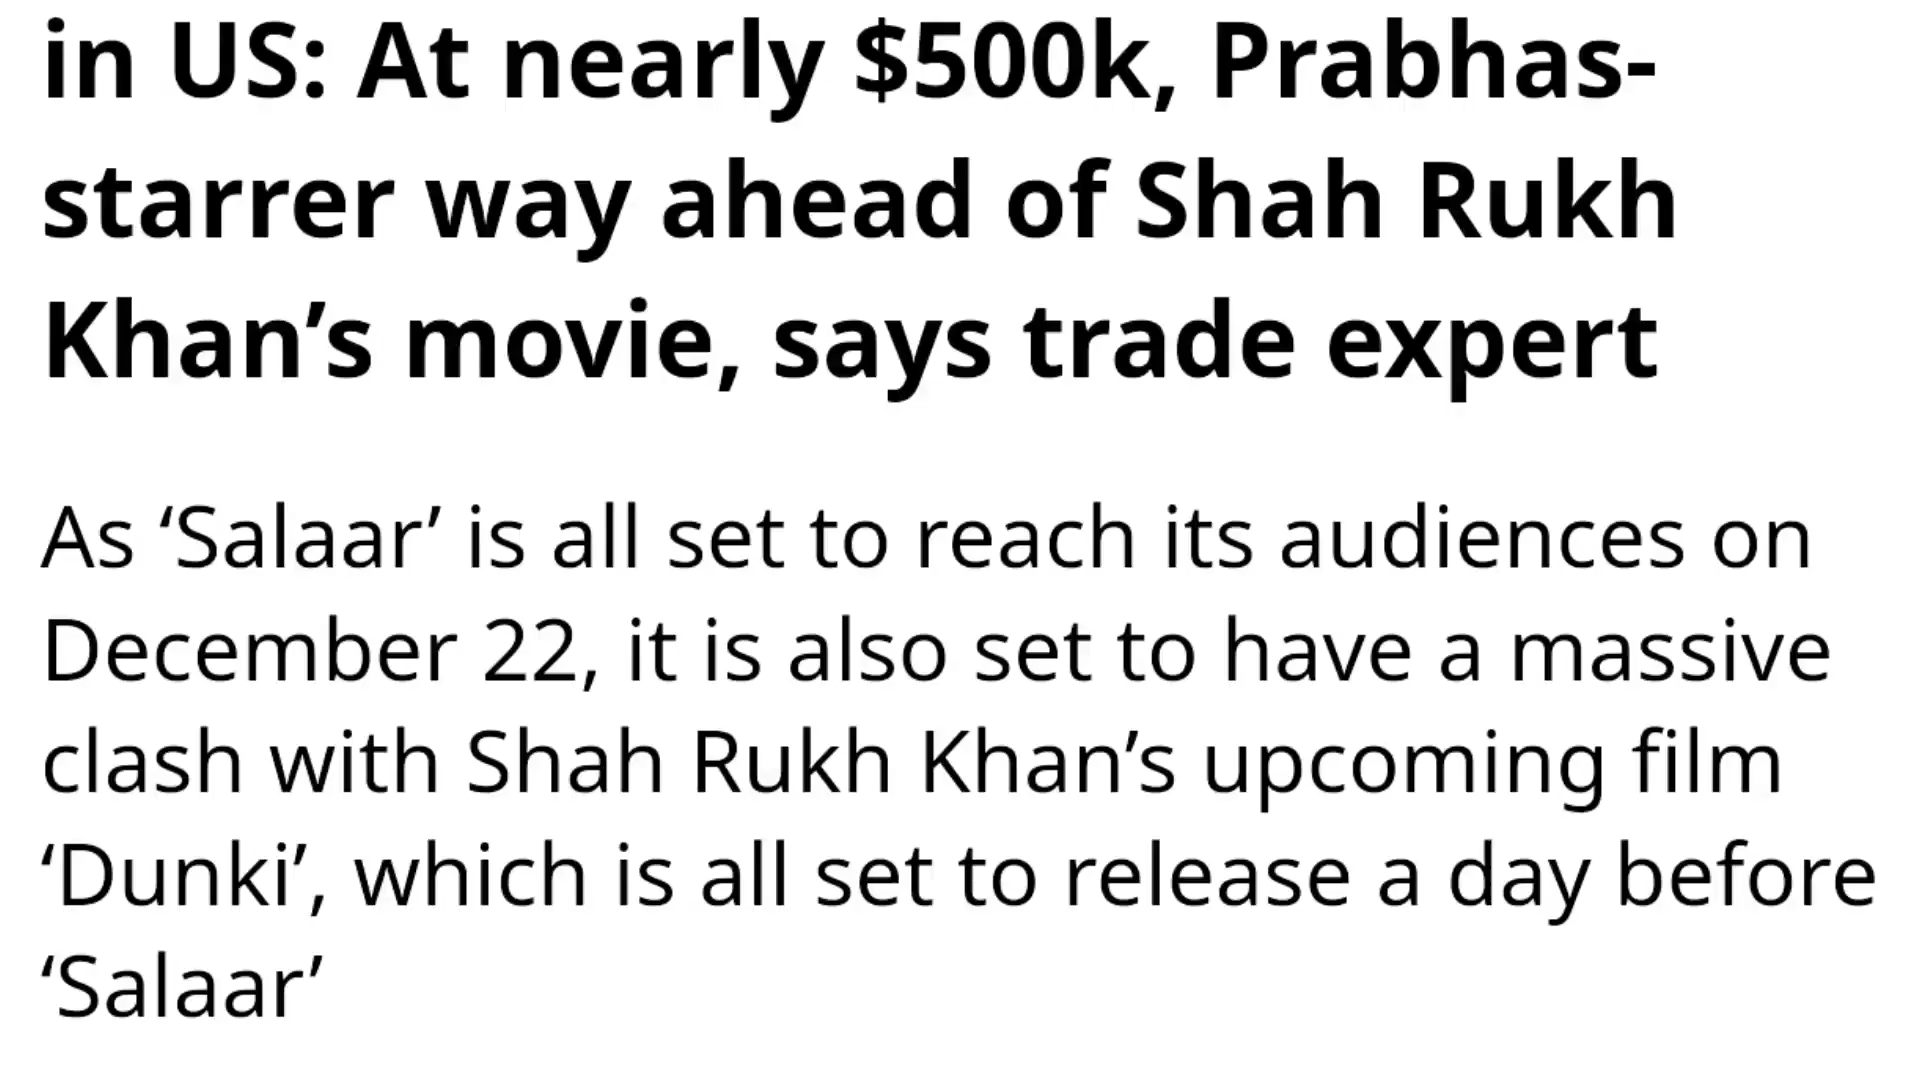 in US: At nearly $500k, Prabhas-
starrer way ahead of Shah Rukh
Khan’s movie, says trade expert
As ‘Salaar’ is all set to reach its audiences on
December 22, it is also set to have a massive
clash with Shah Rukh Khan’s upcoming film
‘Dunki’, which is all set to release a day before
‘Salaar’